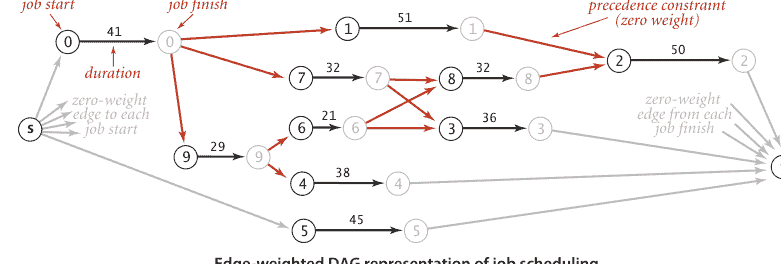 job start
job finish
precedence constraint
(zero weight)
41
51
0
0
1
1
duration
32
32
50
7
7
8
8
2
2
zero-weight
edge to each
job start
zero-weight
edge from each
job finish
s
21
36
6
6
3
3
29
9
9
38
4
4
45
5
5
Edge-weighted DAG representation of job scheduling